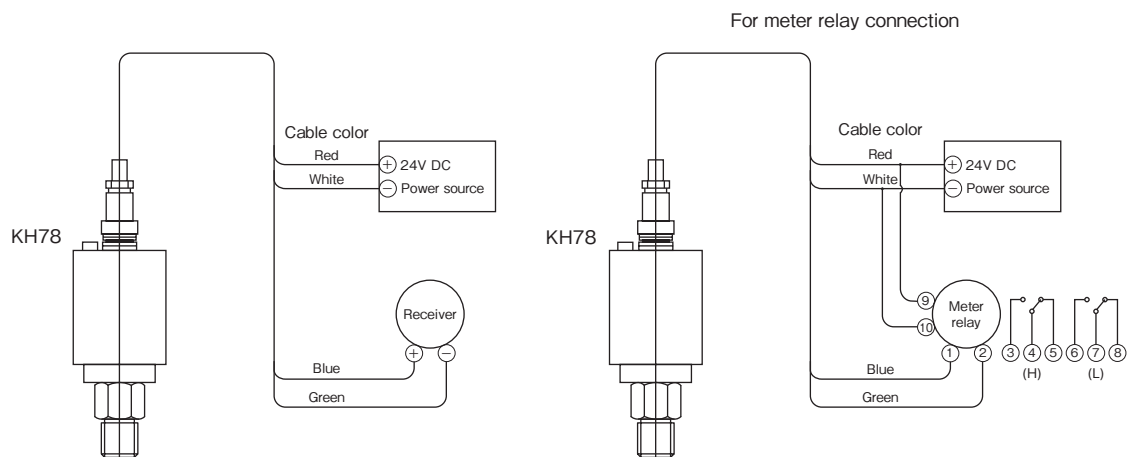 For meter relay connection
Cable color
Red
+ 24V DC
White
− Power source
KH78
Receiver
+ −
Blue
Green
Cable color
Red
+ 24V DC
White
− Power source
KH78
9
Meter
relay
10
1 2
3 4 5 6 7 8
(H) (L)
Blue
Green